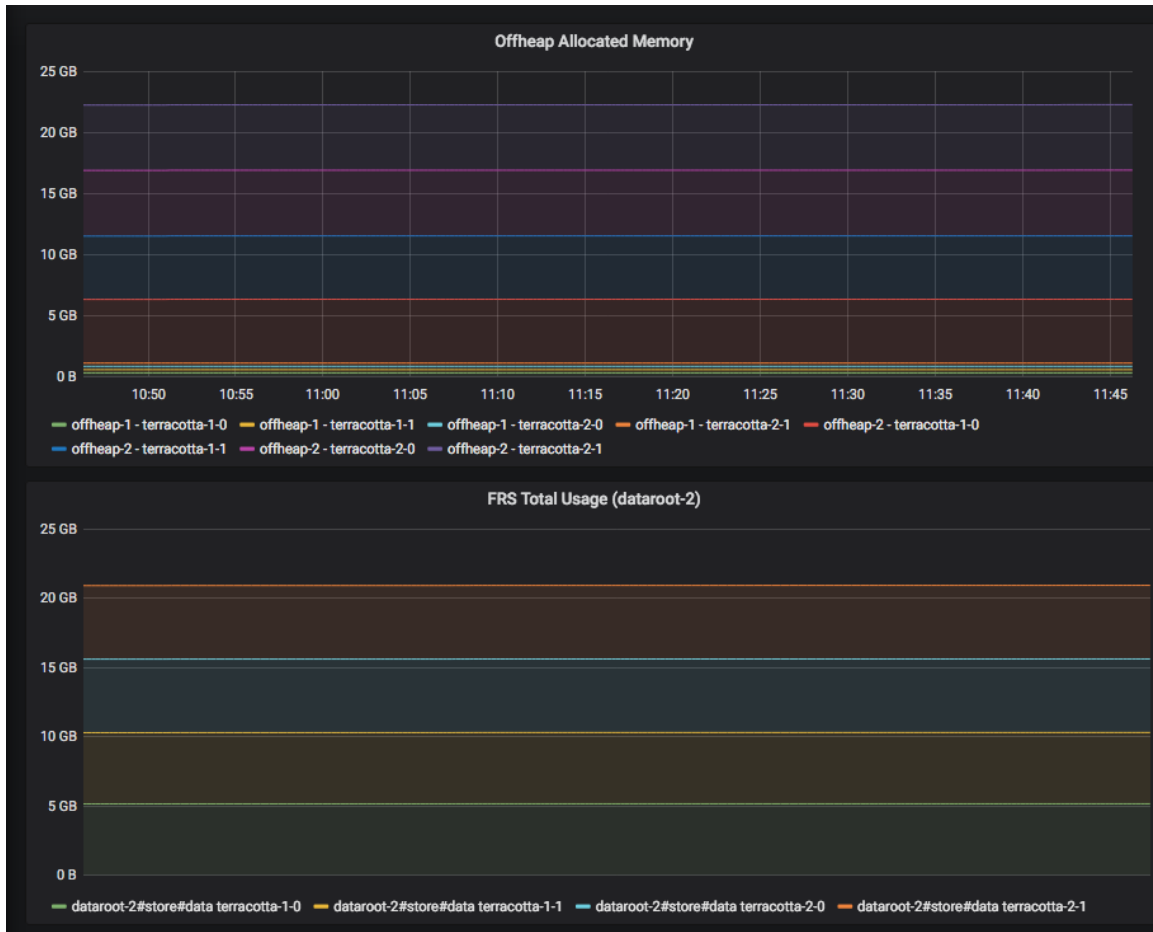 Offheap Allocated Memory
25 GB
20 GB
15 GB
10 GB
5 GB
0 B
10:50 10:55 11:00 11:05 11:10 11:15 11:20 11:25 11:30 11:35 11:40 11:45
offheap-1 - terracotta-1-0 offheap-1 - terracotta-1-1 offheap-1 - terracotta-2-0 offheap-1 - terracotta-2-1 offheap-2 - terracotta-1-0
offheap-2 - terracotta-1-1 offheap-2 - terracotta-2-0 offheap-2 - terracotta-2-1
FRS Total Usage (dataroot-2)
25 GB
20 GB
15 GB
10 GB
5 GB
0 B
dataroot-2#store#data terracotta-1-0 dataroot-2#store#data terracotta-1-1 dataroot-2#store#data terracotta-2-0 dataroot-2#store#data terracotta-2-1